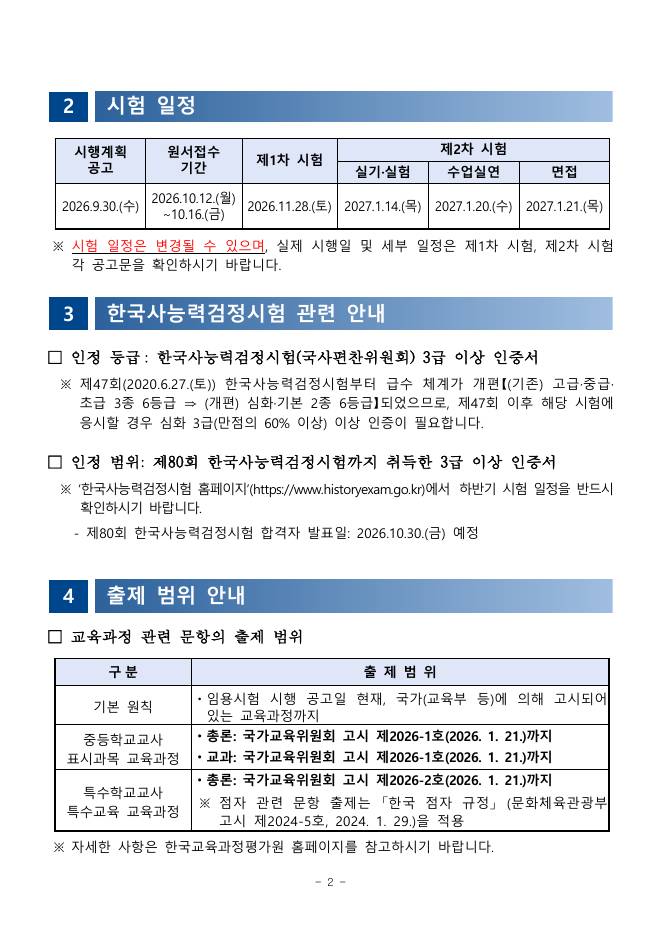 2 시험 일정
시행계획
공고
원서접수
기간
제1차 시험
제2차 시험
실기·실험
수업실연
면접
2026.9.30.(수)
2026.10.12.(월)
~10.16.(금)
2026.11.28.(토)
2027.1.14.(목)
2027.1.20.(수)
2027.1.21.(목)
※ 시험 일정은 변경될 수 있으며, 실제 시행일 및 세부 일정은 제1차 시험, 제2차 시험
각 공고문을 확인하시기 바랍니다.
3 한국사능력검정시험 관련 안내
□ 인정 등급 : 한국사능력검정시험(국사편찬위원회) 3급 이상 인증서
※ 제47회(2020.6.27.(토)) 한국사능력검정시험부터 급수 체계가 개편【(기존) 고급·중급·
초급 3종 6등급 ⇒ (개편) 심화·기본 2종 6등급】되었으므로, 제47회 이후 해당 시험에
응시할 경우 심화 3급(만점의 60% 이상) 이상 인증이 필요합니다.
□ 인정 범위: 제80회 한국사능력검정시험까지 취득한 3급 이상 인증서
※ ‘한국사능력검정시험 홈페이지’(https://www.historyexam.go.kr)에서 하반기 시험 일정을 반드시
확인하시기 바랍니다.
- 제80회 한국사능력검정시험 합격자 발표일: 2026.10.30.(금) 예정
4 출제 범위 안내
□ 교육과정 관련 문항의 출제 범위
구 분
출 제 범 위
기본 원칙
• 임용시험 시행 공고일 현재, 국가(교육부 등)에 의해 고시되어
있는 교육과정까지
중등학교교사
표시과목 교육과정
• 총론: 국가교육위원회 고시 제2026-1호(2026. 1. 21.)까지
• 교과: 국가교육위원회 고시 제2026-1호(2026. 1. 21.)까지
특수학교교사
특수교육 교육과정
• 총론: 국가교육위원회 고시 제2026-2호(2026. 1. 21.)까지
※ 점자 관련 문항 출제는 「한국 점자 규정」 (문화체육관광부
고시 제2024-5호, 2024. 1. 29.)을 적용
※ 자세한 사항은 한국교육과정평가원 홈페이지를 참고하시기 바랍니다.
- 2 -